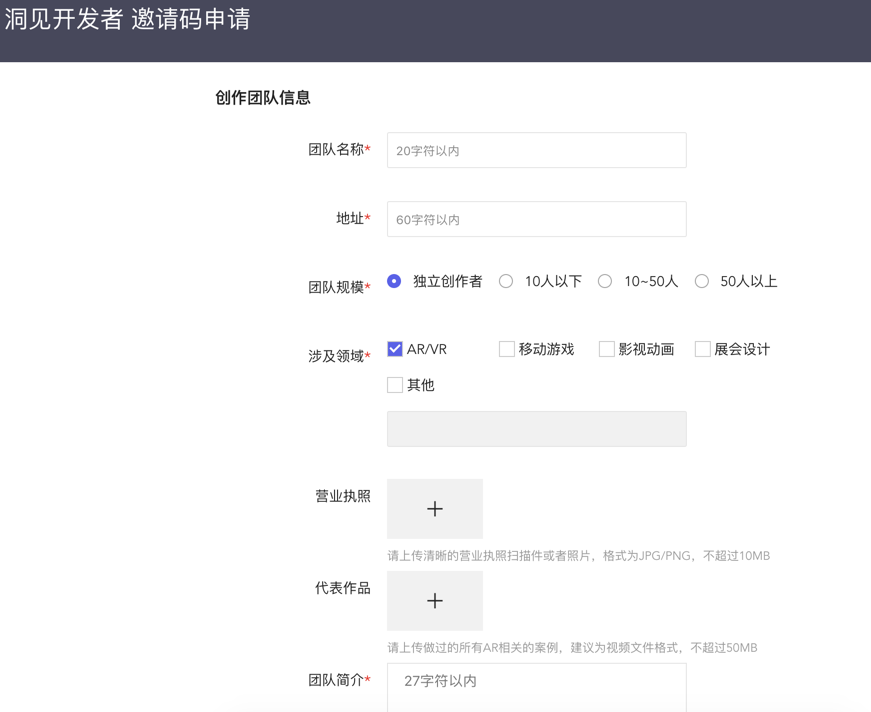 洞见开发者 邀请码申请
创作团队信息
团队名称* 20字符以内
地址* 60字符以内
团队规模* 独立创作者 10人以下 10~50人 50人以上
涉及领域* AR/VR 移动游戏 影视动画 展会设计
其他
营业执照
请上传清晰的营业执照扫描件或者照片，格式为JPG/PNG，不超过10MB
代表作品
请上传做过的所有AR相关的案例，建议为视频文件格式，不超过50MB
团队简介* 27字符以内